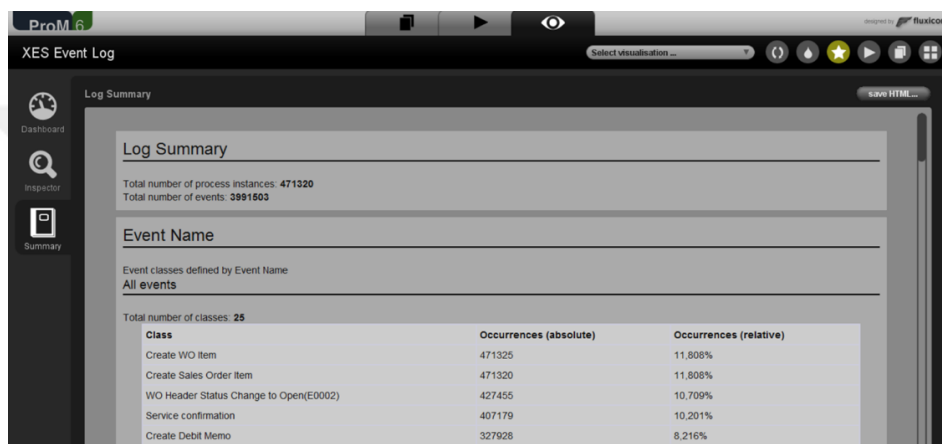 ProM 6
designed by fluxicon
XES Event Log
Select visualisation ...
Log Summary
save HTML...
Dashboard
Inspector
Summary
Log Summary
Total number of process instances: 471320
Total number of events: 3991503
Event Name
Event classes defined by Event Name
All events
Total number of classes: 25
Class Occurrences (absolute) Occurrences (relative)
Create WO Item 471325 11,808%
Create Sales Order Item 471320 11,808%
WO Header Status Change to Open(E0002) 427455 10,709%
Service confirmation 407179 10,201%
Create Debit Memo 327928 8,216%